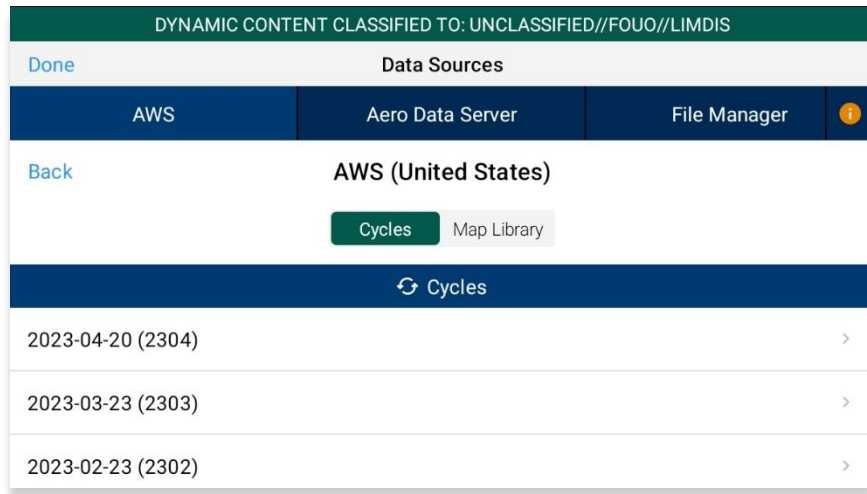 DYNAMIC CONTENT CLASSIFIED TO: UNCLASSIFIED//FOUO//LIMDIS
Done Data Sources
AWS Aero Data Server File Manager
Back AWS (United States)
Cycles Map Library
Cycles
2023-04-20 (2304)
2023-03-23 (2303)
2023-02-23 (2302)